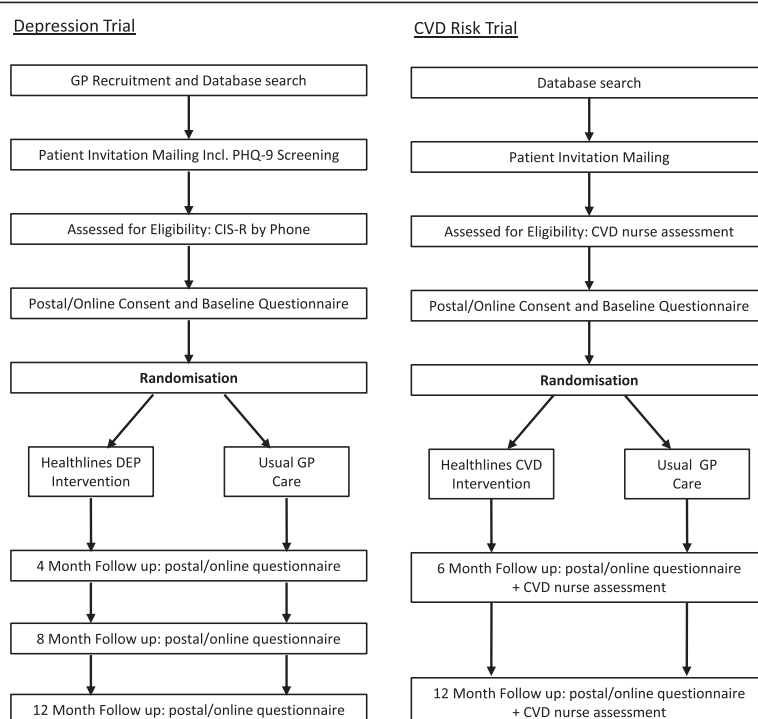 Depression Trial
GP Recruitment and Database search
Patient Invitation Mailing Incl. PHQ-9 Screening
Assessed for Eligibility: CIS-R by Phone
Postal/Online Consent and Baseline Questionnaire
Randomisation
Healthlines DEP
Intervention
Usual GP
Care
4 Month Follow up: postal/online questionnaire
8 Month Follow up: postal/online questionnaire
12 Month Follow up: postal/online questionnaire
CVD Risk Trial
Database search
Patient Invitation Mailing
Assessed for Eligibility: CVD nurse assessment
Postal/Online Consent and Baseline Questionnaire
Randomisation
Healthlines CVD
Intervention
Usual GP
Care
6 Month Follow up: postal/online questionnaire
+ CVD nurse assessment
12 Month Follow up: postal/online questionnaire
+ CVD nurse assessment